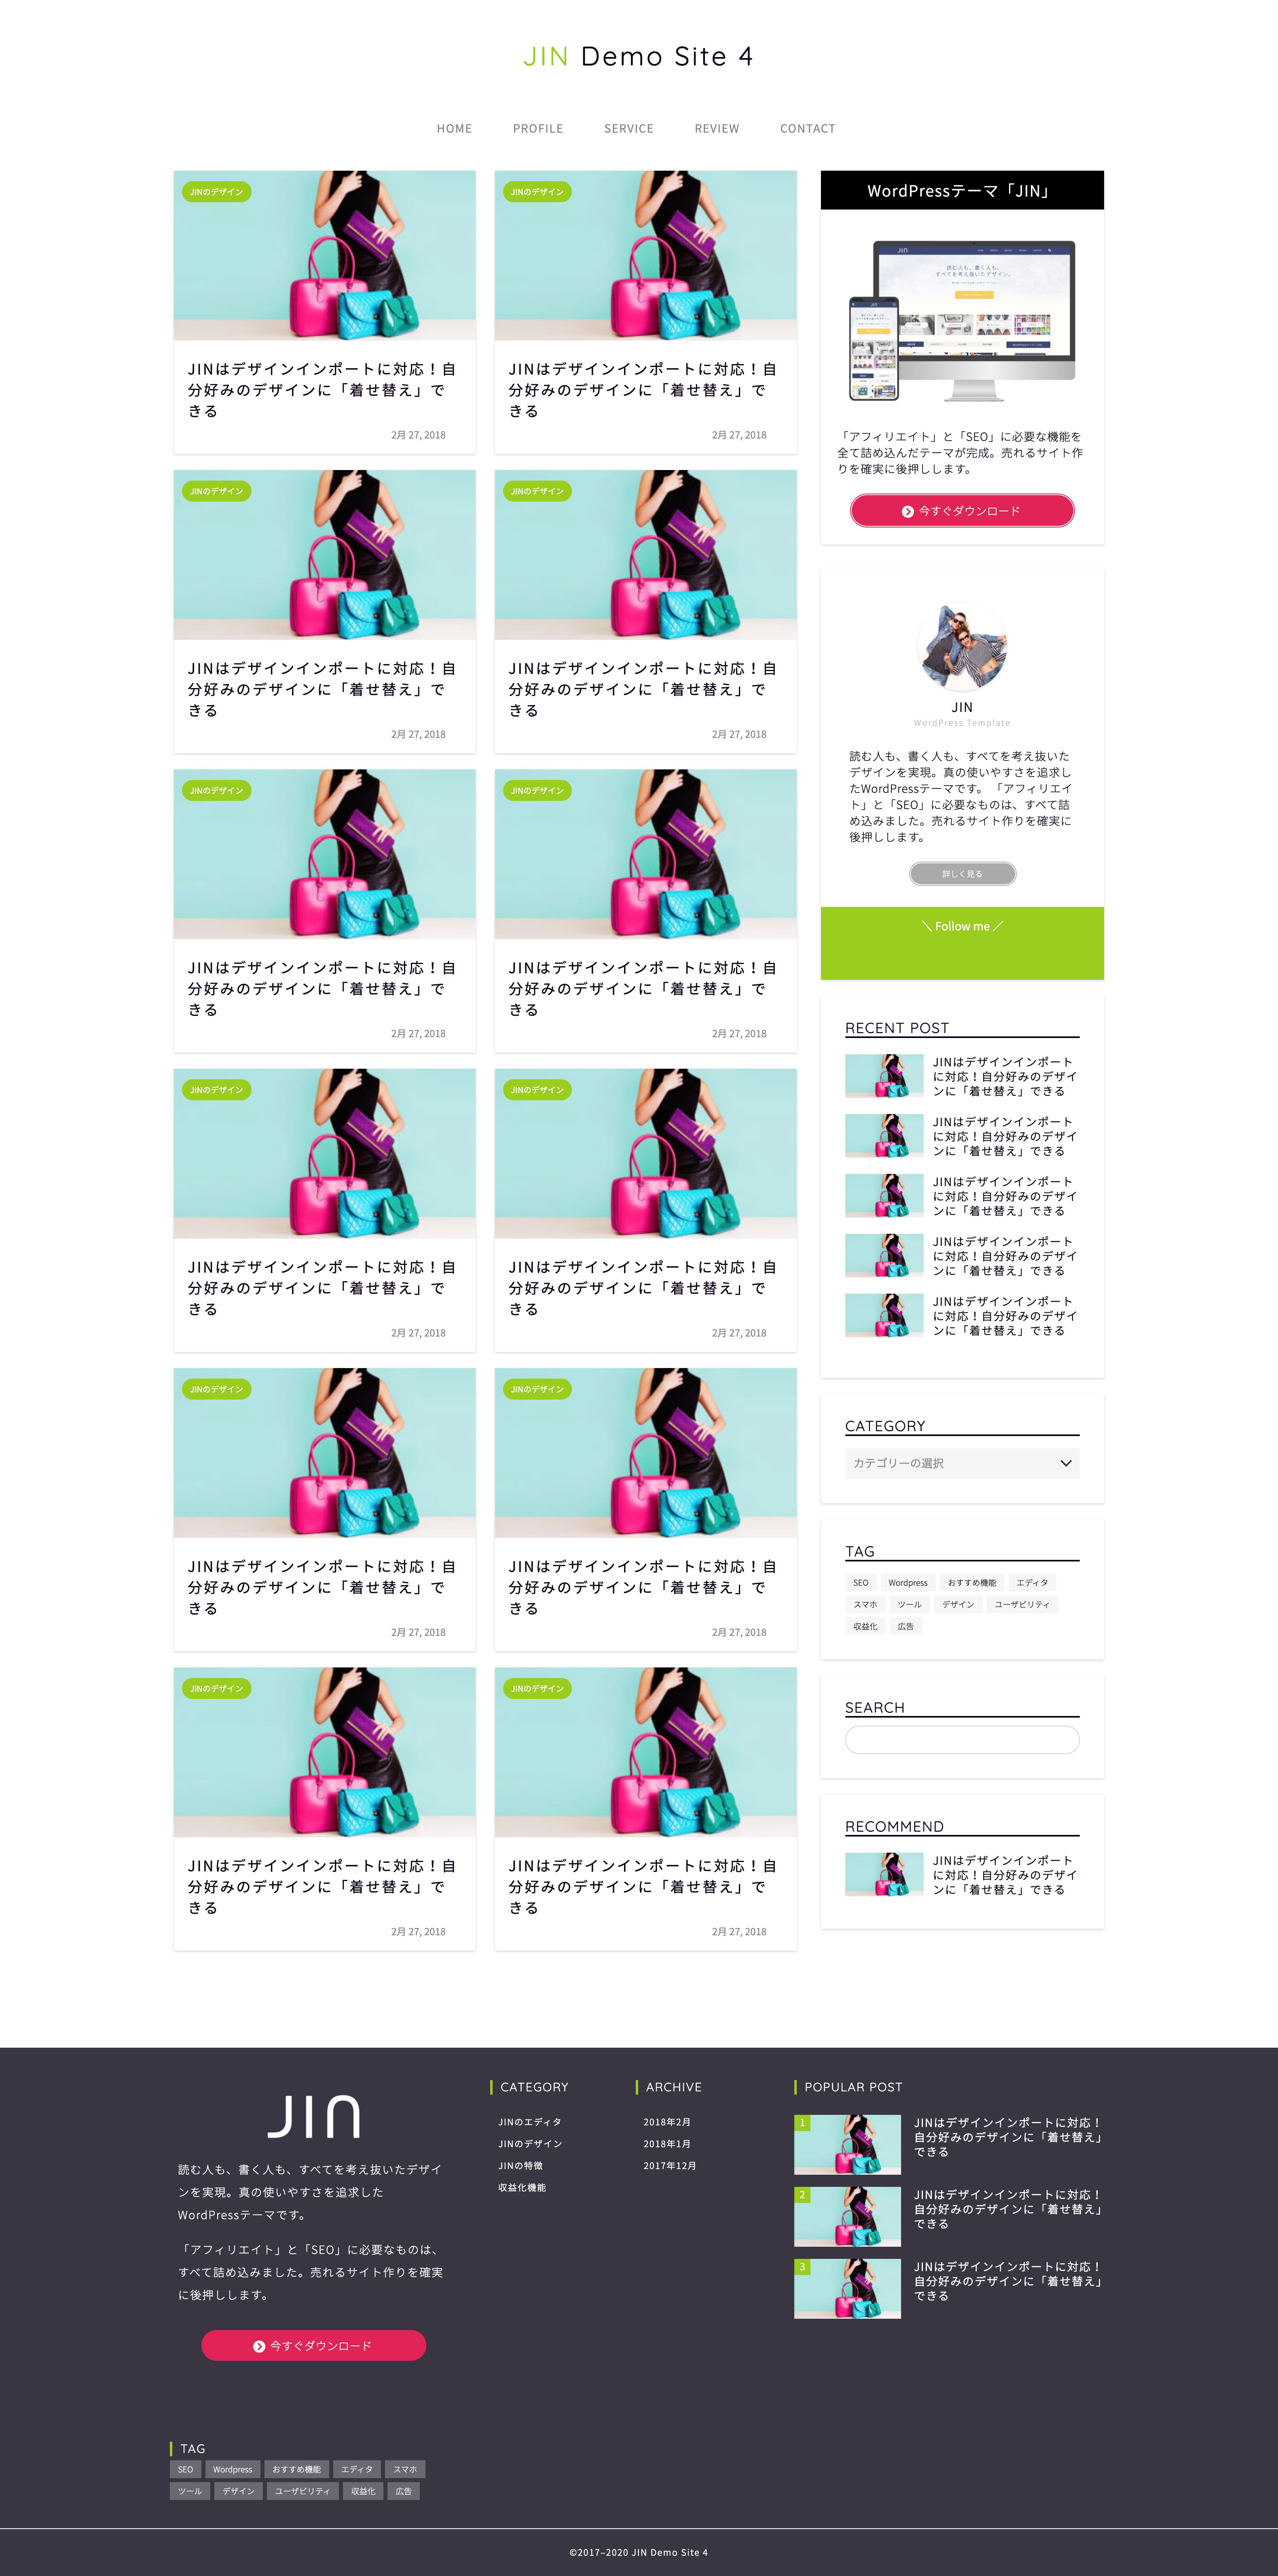 JIN Demo Site 4
HOME PROFILE SERVICE REVIEW CONTACT
JINのデザイン
JINはデザインインポートに対応！自
分好みのデザインに「着せ替え」で
きる
2月 27, 2018
JINのデザイン
JINはデザインインポートに対応！自
分好みのデザインに「着せ替え」で
きる
2月 27, 2018
JINのデザイン
JINはデザインインポートに対応！自
分好みのデザインに「着せ替え」で
きる
2月 27, 2018
JINのデザイン
JINはデザインインポートに対応！自
分好みのデザインに「着せ替え」で
きる
2月 27, 2018
JINのデザイン
JINはデザインインポートに対応！自
分好みのデザインに「着せ替え」で
きる
2月 27, 2018
JINのデザイン
JINはデザインインポートに対応！自
分好みのデザインに「着せ替え」で
きる
2月 27, 2018
JINのデザイン
JINはデザインインポートに対応！自
分好みのデザインに「着せ替え」で
きる
2月 27, 2018
JINのデザイン
JINはデザインインポートに対応！自
分好みのデザインに「着せ替え」で
きる
2月 27, 2018
JINのデザイン
JINはデザインインポートに対応！自
分好みのデザインに「着せ替え」で
きる
2月 27, 2018
JINのデザイン
JINはデザインインポートに対応！自
分好みのデザインに「着せ替え」で
きる
2月 27, 2018
JINのデザイン
JINはデザインインポートに対応！自
分好みのデザインに「着せ替え」で
きる
2月 27, 2018
JINのデザイン
JINはデザインインポートに対応！自
分好みのデザインに「着せ替え」で
きる
2月 27, 2018
WordPressテーマ「JIN」
JIN
読む人も、書く人も、
すべてを考え抜いたデザイン。
「アフィリエイト」と「SEO」に必要な機能を
全て詰め込んだテーマが完成。売れるサイト作
りを確実に後押しします。
今すぐダウンロード
JIN
WordPress Template
読む人も、書く人も、すべてを考え抜いた
デザインを実現。真の使いやすさを追求し
たWordPressテーマです。 「アフィリエイ
ト」と「SEO」に必要なものは、すべて詰
め込みました。売れるサイト作りを確実に
後押しします。
詳しく見る
＼ Follow me ／
RECENT POST
JINはデザインインポート
に対応！自分好みのデザイ
ンに「着せ替え」できる
JINはデザインインポート
に対応！自分好みのデザイ
ンに「着せ替え」できる
JINはデザインインポート
に対応！自分好みのデザイ
ンに「着せ替え」できる
JINはデザインインポート
に対応！自分好みのデザイ
ンに「着せ替え」できる
JINはデザインインポート
に対応！自分好みのデザイ
ンに「着せ替え」できる
CATEGORY
カテゴリーの選択
TAG
SEO Wordpress おすすめ機能 エディタ
スマホ ツール デザイン ユーザビリティ
収益化 広告
SEARCH
RECOMMEND
JINはデザインインポート
に対応！自分好みのデザイ
ンに「着せ替え」できる
JIN
読む人も、書く人も、すべてを考え抜いたデザイ
ンを実現。真の使いやすさを追求した
WordPressテーマです。
「アフィリエイト」と「SEO」に必要なものは、
すべて詰め込みました。売れるサイト作りを確実
に後押しします。
今すぐダウンロード
CATEGORY
JINのエディタ
JINのデザイン
JINの特徴
収益化機能
ARCHIVE
2018年2月
2018年1月
2017年12月
POPULAR POST
1
JINはデザインインポートに対応！
自分好みのデザインに「着せ替え」
できる
2
JINはデザインインポートに対応！
自分好みのデザインに「着せ替え」
できる
3
JINはデザインインポートに対応！
自分好みのデザインに「着せ替え」
できる
TAG
SEO Wordpress おすすめ機能 エディタ スマホ
ツール デザイン ユーザビリティ 収益化 広告
©2017–2020 JIN Demo Site 4